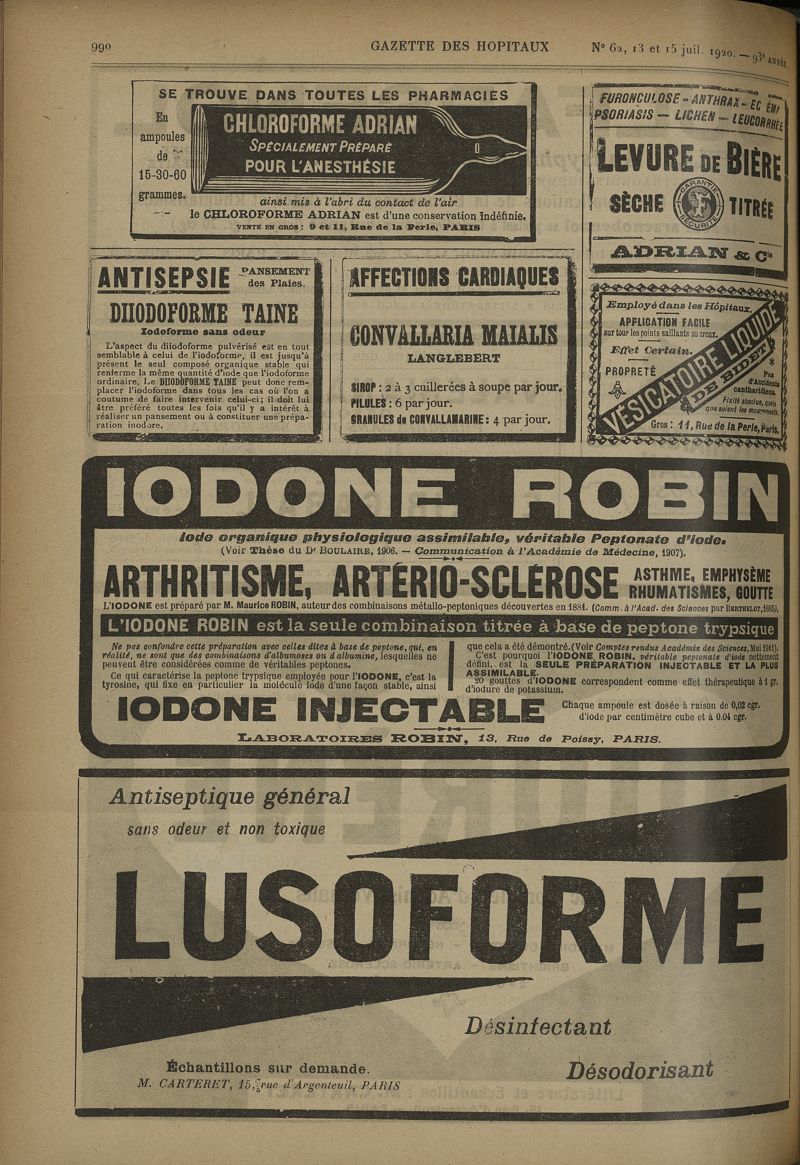 990
GAZETTE DES HOPITAUX
N° 62, 13 et 15 juil. 1920. — 93e ANNÉE.
SE TROUVE DANS TOUTES LES PHARMACIES
En
ampoules
de
15-30-60
grammes.
CHLOROFORME ADRIAN
SPÉCIALEMENT PRÉPARÉ
POUR L'ANESTHÉSIE
ainsi mis à l'abri du contact de l'air
le CHLOROFORME ADRIAN est d'une conservation Indéfinie.
VENTE EN GROS : 9 et 11, Rue de la Perle, PARIS
FURONCULOSE - ANTHRAX - ECZÉMA
PSORIASIS — LICHEN — LEUCORRHÉE
LEVURE DE BIÈRE
SÈCHE
GARANTIE
SÉCURITÉ
TITRÉE
ADRIAN & Cie
ANTISEPSIE PANSEMENT
des Plaies.
DIIODOFORME TAINE
Iodoforme sans odeur
L'aspect du diiodoforme pulvérisé est en tout
semblable à celui de l'iodoforme, il est jusqu'à
présent le seul composé organique stable qui
renferme la même quantité d'iode que l'iodoforme
ordinaire. Le DIIODOFORME TAINE peut donc rem-
placer l'iodoforme dans tous les cas où l'on a
coutume de faire intervenir celui-ci; il doit lui
être préféré toutes les fois qu'il y a intérêt à
réaliser un pansement ou à constituer une prépa-
ration inodore.
AFFECTIONS CARDIAQUES
CONVALLARIA MAIALIS
LANGLEBERT
SIROP : 2 à 3 cuillerées à soupe par jour.
PILULES : 6 par jour.
GRANULES de CONVALLAMARINE : 4 par jour.
Employé dans les Hôpitaux.
APPLICATION FACILE
sur tous les points saillants ou creux.
Effet Certain.
PROPRETÉ
VÉSICATOIRE LIQUIDE
DE BIDET
Pas
d'Accidents
cantharidiens.
Fixité absolue, quels
que soient les mouvements.
Gros : 11, Rue de la Perle, Paris.
IODONE ROBIN
Iode organique physiologique assimilable, véritable Peptonate d'iode.
(Voir Thèse du Dr BOULAIRE, 1906. — Communication à l'Académie de Médecine, 1907).
ARTHRITISME, ARTÉRIO-SCLÉROSE ASTHME, EMPHYSÈME
RHUMATISMES, GOUTTE
L'IODONE est préparé par M. Maurice ROBIN, auteur des combinaisons métallo-peptoniques découvertes en 1881. (Comm. à l'Acad. des Sciences par BERTHELOT, 1885).
L'IODONE ROBIN est la seule combinaison titrée à base de peptone trypsique
Ne pas confondre cette préparation avec celles dites à base de peptone, qui, en
réalité, ne sont que des combinaisons d'albumoses ou d'albumine, lesquelles ne
peuvent être considérées comme de véritables peptones.
Ce qui caractérise la peptone trypsique employée pour l'IODONE, c'est la
tyrosine, qui fixe en particulier la molécule Iode d'une façon stable, ainsi
que cela a été démontré. (Voir Comptes rendus Académie des Sciences, Mai 1911).
C'est pourquoi l'IODONE ROBIN, véritable peptonate d'iode nettement
défini, est la SEULE PRÉPARATION INJECTABLE ET LA PLUS
ASSIMILABLE.
20 gouttes d'IODONE correspondent comme effet thérapeutique à 1 gr.
d'iodure de potassium.
IODONE INJECTABLE
Chaque ampoule est dosée à raison de 0,02 cgr.
d'iode par centimètre cube et à 0.04 cgr.
LABORATOIRES ROBIN, 13, Rue de Poissy, PARIS.
Antiseptique général
sans odeur et non toxique
LUSOFORME
Désinfectant
Désodorisant
Échantillons sur demande.
M. CARTERET, 15, rue d'Argenteuil, PARIS